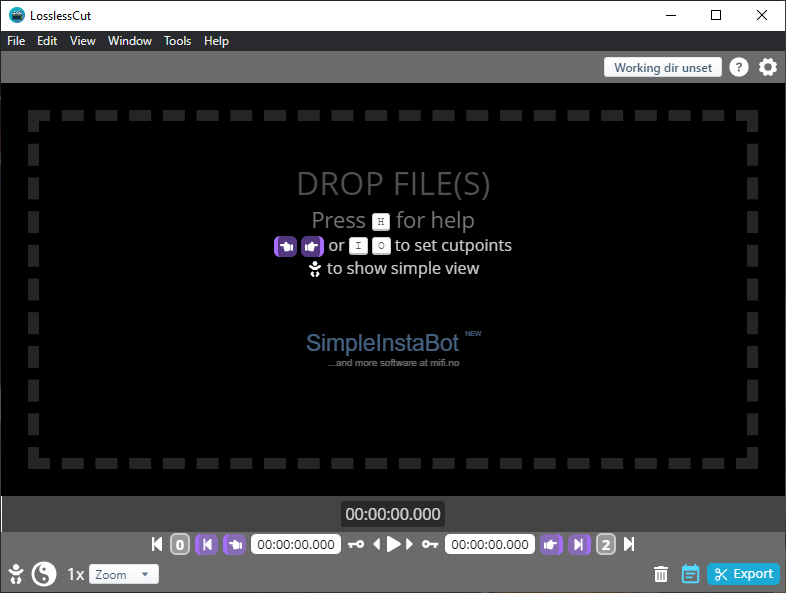 LosslessCut
File Edit View Window Tools Help
Working dir unset ?
DROP FILE(S)
Press H for help
or I O to set cutpoints
to show simple view
SimpleInstaBot NEW
...and more software at mifi.no
00:00:00.000
0 00:00:00.000 00:00:00.000 2
1x Zoom Export